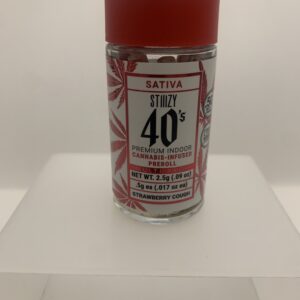 SATIVA
STIIIZY
40's
PREMIUM INDOOR
CANNABIS-INFUSED
PREROLL
NET WT. 2.5g (.09 oz)
.5g ea (.017 oz ea)
STRAWBERRY COUGH